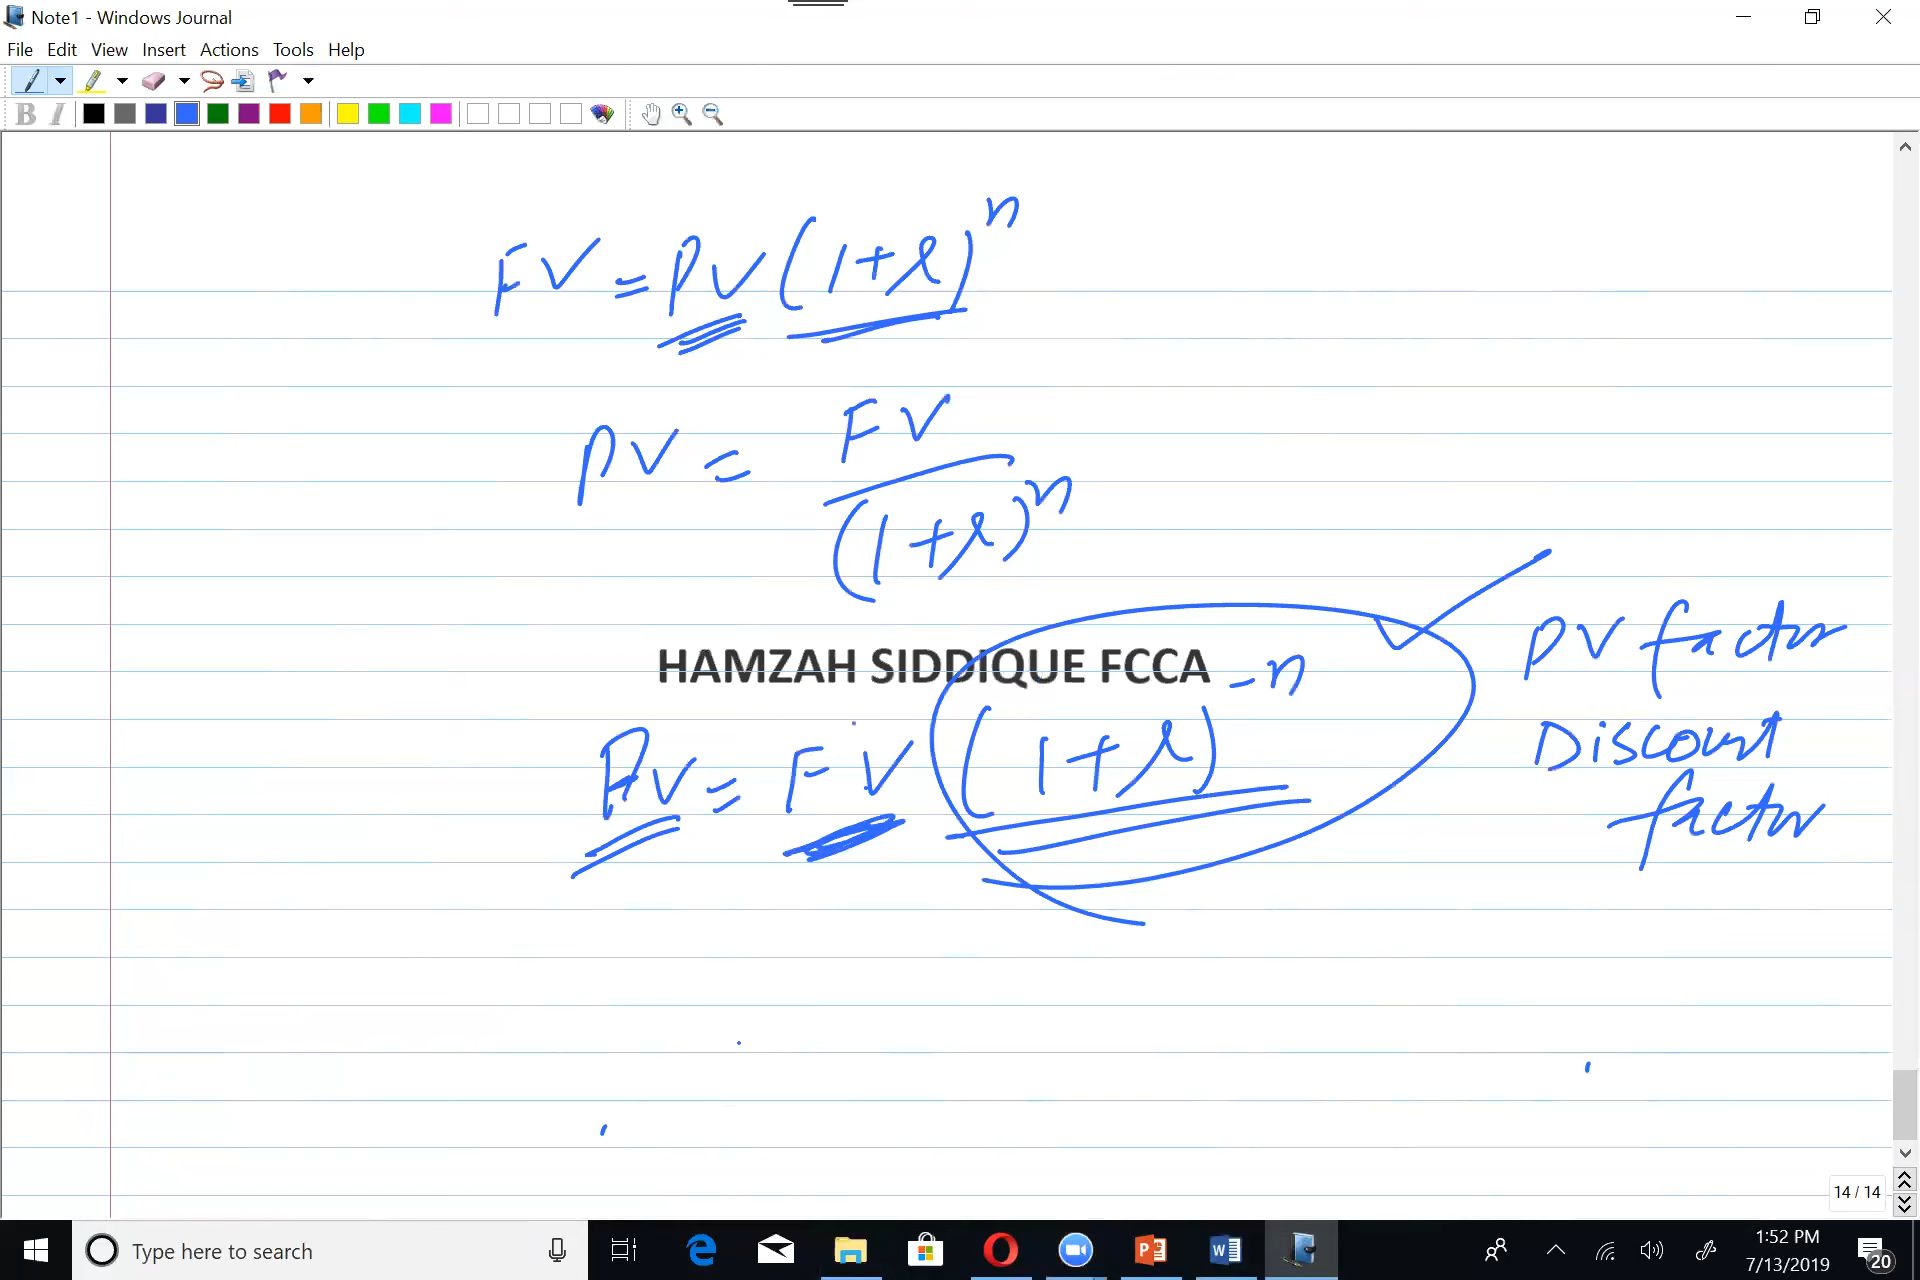 Note1 - Windows Journal
File Edit View Insert Actions Tools Help
B I
FV = PV (1+r)^n
PV = FV / (1+r)^n
HAMZAH SIDDIQUE FCCA
PV = FV (1+r)^-n
PV factor
Discount
factor
14 / 14
Type here to search
1:52 PM
7/13/2019
20